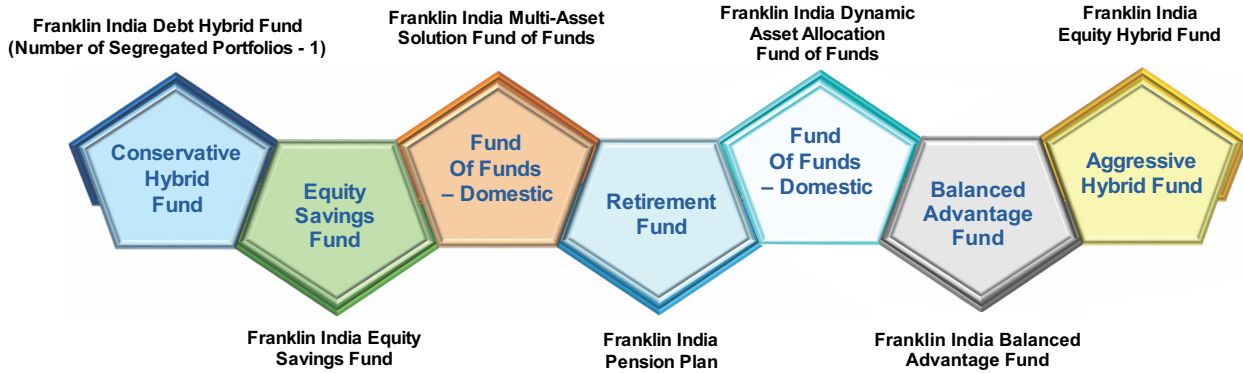 Franklin India Debt Hybrid Fund
(Number of Segregated Portfolios - 1)
Franklin India Multi-Asset
Solution Fund of Funds
Franklin India Dynamic
Asset Allocation
Fund of Funds
Franklin India
Equity Hybrid Fund
Conservative
Hybrid
Fund
Equity
Savings
Fund
Fund
Of Funds
– Domestic
Retirement
Fund
Fund
Of Funds
– Domestic
Balanced
Advantage
Fund
Aggressive
Hybrid Fund
Franklin India Equity
Savings Fund
Franklin India
Pension Plan
Franklin India Balanced
Advantage Fund